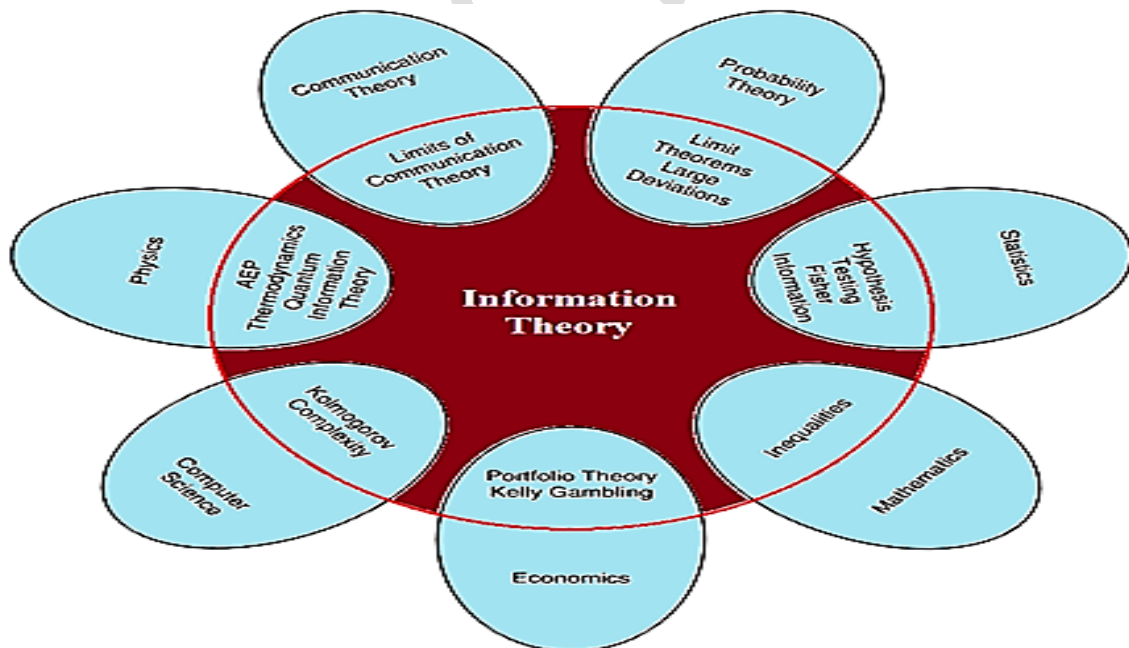 Communication
Theory
Limits of
Communication
Theory
Probability
Theory
Limit
Theorems
Large
Deviations
Physics
AEP
Thermodynamics
Quantum
Information
Theory
Information
Theory
Hypothesis
Testing
Fisher
Information
Statistics
Computer
Science
Kolmogorov
Complexity
Portfolio Theory
Kelly Gambling
Economics
Inequalities
Mathematics